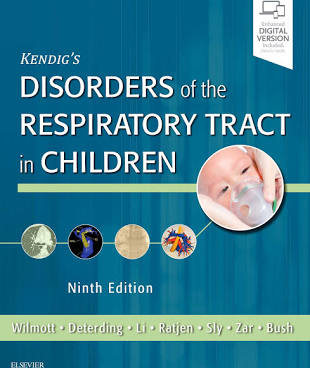 Enhanced
DIGITAL
VERSION
Included.
KENDIG'S
DISORDERS of the
RESPIRATORY TRACT
in CHILDREN
Ninth Edition
Wilmott • Deterding • Li • Ratjen • Sly • Zar • Bush
ELSEVIER